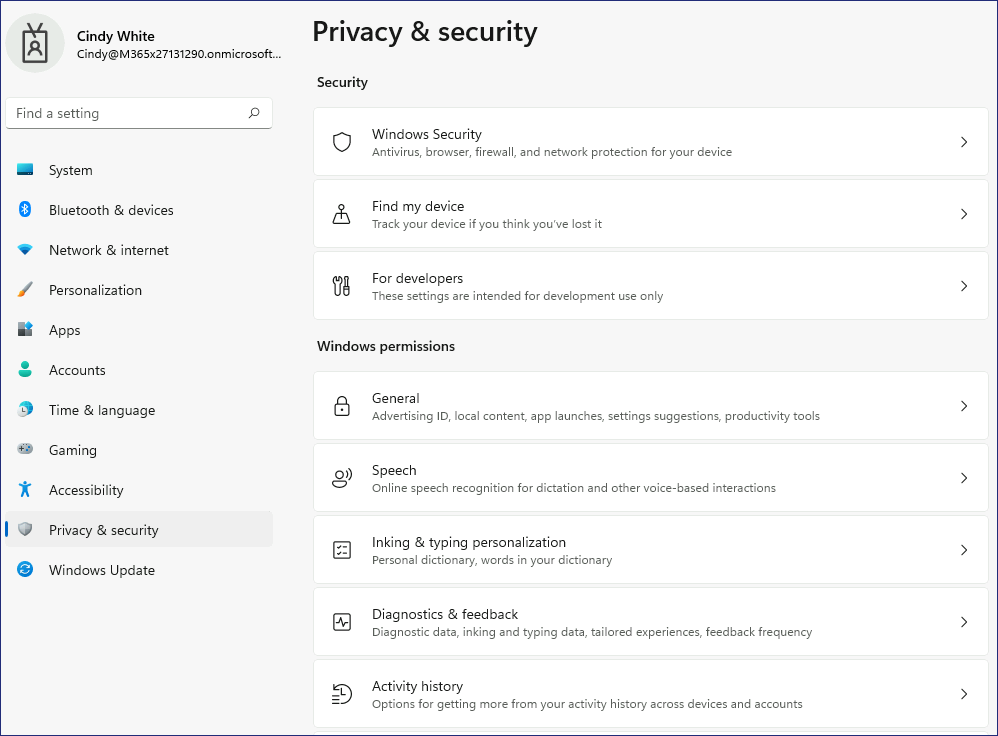 Cindy White
Cindy@M365x27131290.onmicrosoft...
Find a setting
System
Bluetooth & devices
Network & internet
Personalization
Apps
Accounts
Time & language
Gaming
Accessibility
Privacy & security
Windows Update
Privacy & security
Security
Windows Security
Antivirus, browser, firewall, and network protection for your device
Find my device
Track your device if you think you've lost it
For developers
These settings are intended for development use only
Windows permissions
General
Advertising ID, local content, app launches, settings suggestions, productivity tools
Speech
Online speech recognition for dictation and other voice-based interactions
Inking & typing personalization
Personal dictionary, words in your dictionary
Diagnostics & feedback
Diagnostic data, inking and typing data, tailored experiences, feedback frequency
Activity history
Options for getting more from your activity history across devices and accounts